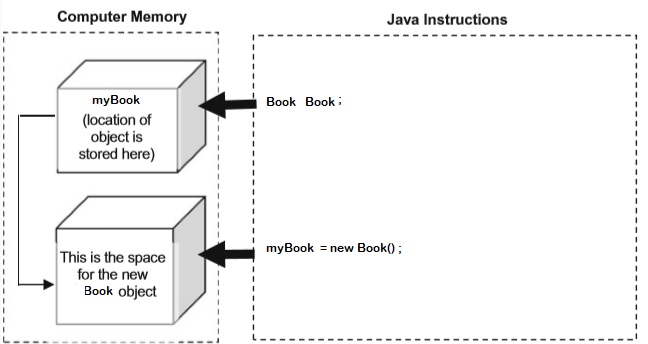 Computer Memory
Java Instructions
myBook
(location of
object is
stored here)
Book Book ;
This is the space
for the new
Book object
myBook = new Book() ;